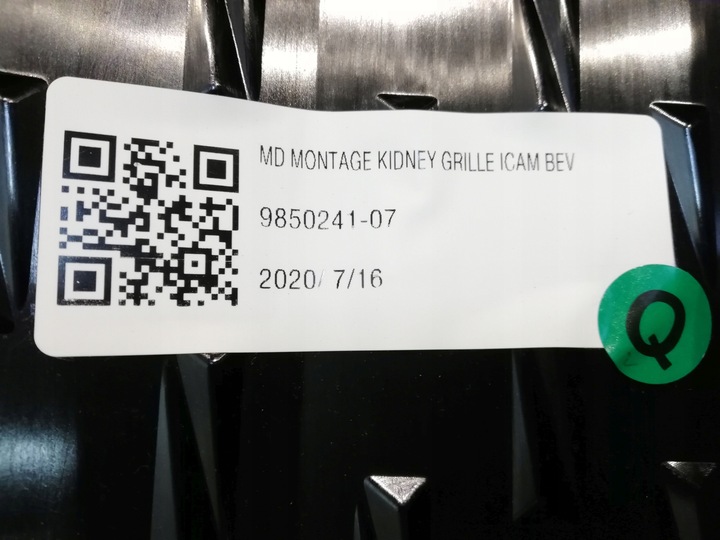 MD MONTAGE KIDNEY GRILLE ICAM BEV
9850241-07
2020/ 7/16
Q